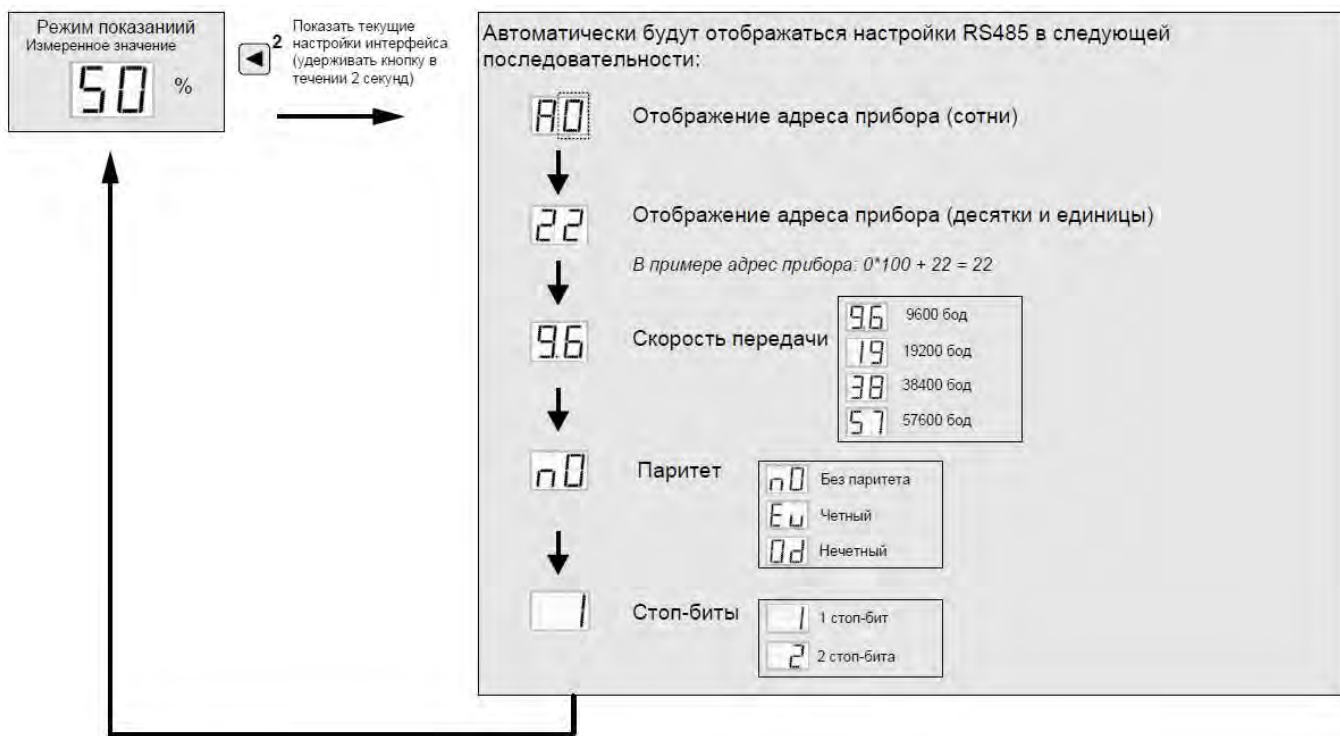 Режим показаниий
Измеренное значение
50 %
2
Показать текущие
настройки интерфейса
(удерживать кнопку в
течении 2 секунд)
Автоматически будут отображаться настройки RS485 в следующей
последовательности:
A0 Отображение адреса прибора (сотни)
22 Отображение адреса прибора (десятки и единицы)
В примере адрес прибора: 0*100 + 22 = 22
9.6 Скорость передачи
9.6 9600 бод
19 19200 бод
38 38400 бод
57 57600 бод
n0 Паритет
n0 Без паритета
Eu Четный
0d Нечетный
1 Стоп-биты
1 1 стоп-бит
2 2 стоп-бита